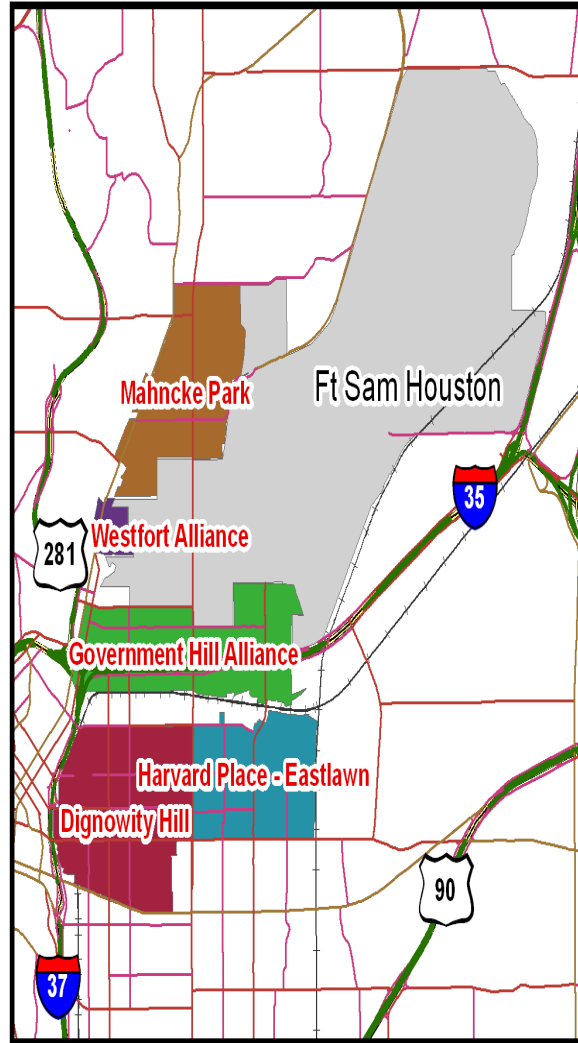 Mahncke Park
Ft Sam Houston
35
Westfort Alliance
281
Government Hill Alliance
Harvard Place - Eastlawn
Dignowity Hill
90
37